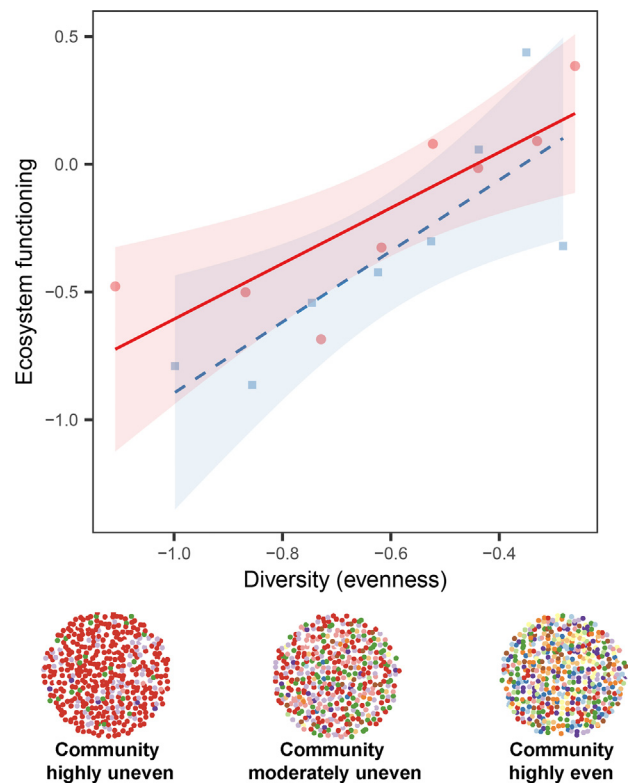 Ecosystem functioning
0.5
0.0
−0.5
−1.0
−1.0 −0.8 −0.6 −0.4
Diversity (evenness)
Community Community Community
highly uneven moderately uneven highly even